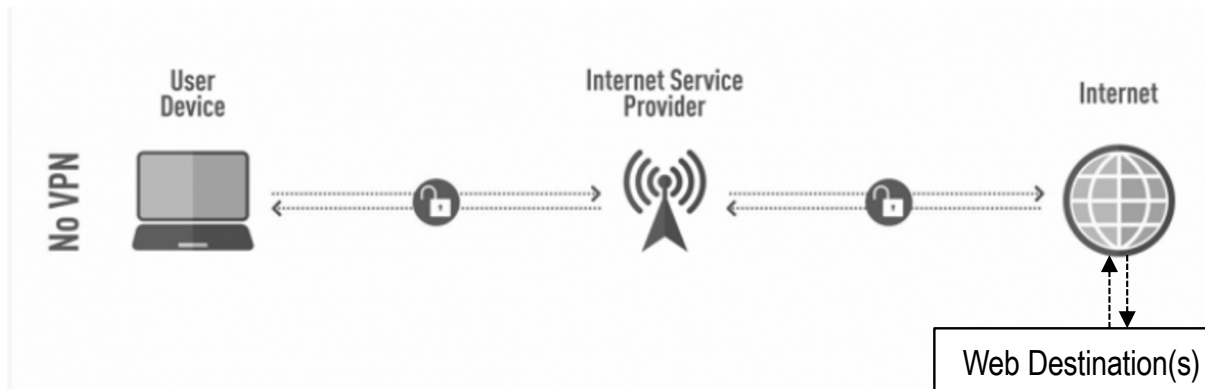 User
Device
Internet Service
Provider
Internet
No VPN
Web Destination(s)